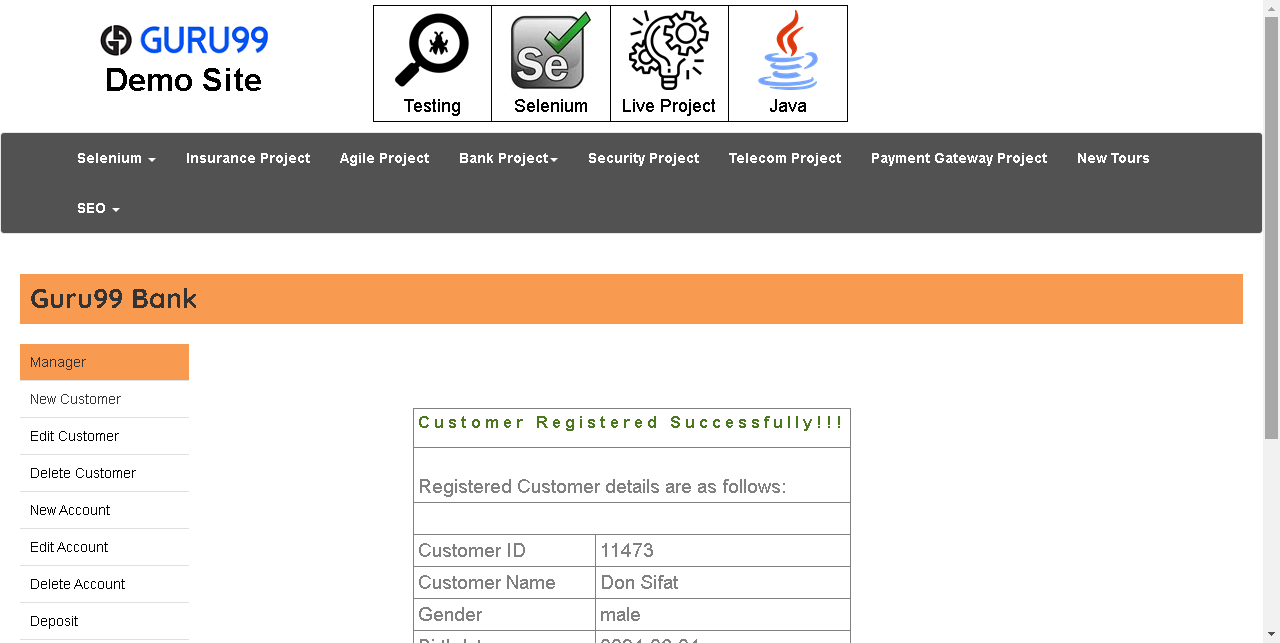 GURU99
Demo Site
Testing
Selenium
Live Project
Java
Selenium
Insurance Project
Agile Project
Bank Project
Security Project
Telecom Project
Payment Gateway Project
New Tours
SEO
Guru99 Bank
Manager
New Customer
Edit Customer
Delete Customer
New Account
Edit Account
Delete Account
Deposit
Customer Registered Successfully!!!
Registered Customer details are as follows:
Customer ID 11473
Customer Name Don Sifat
Gender male